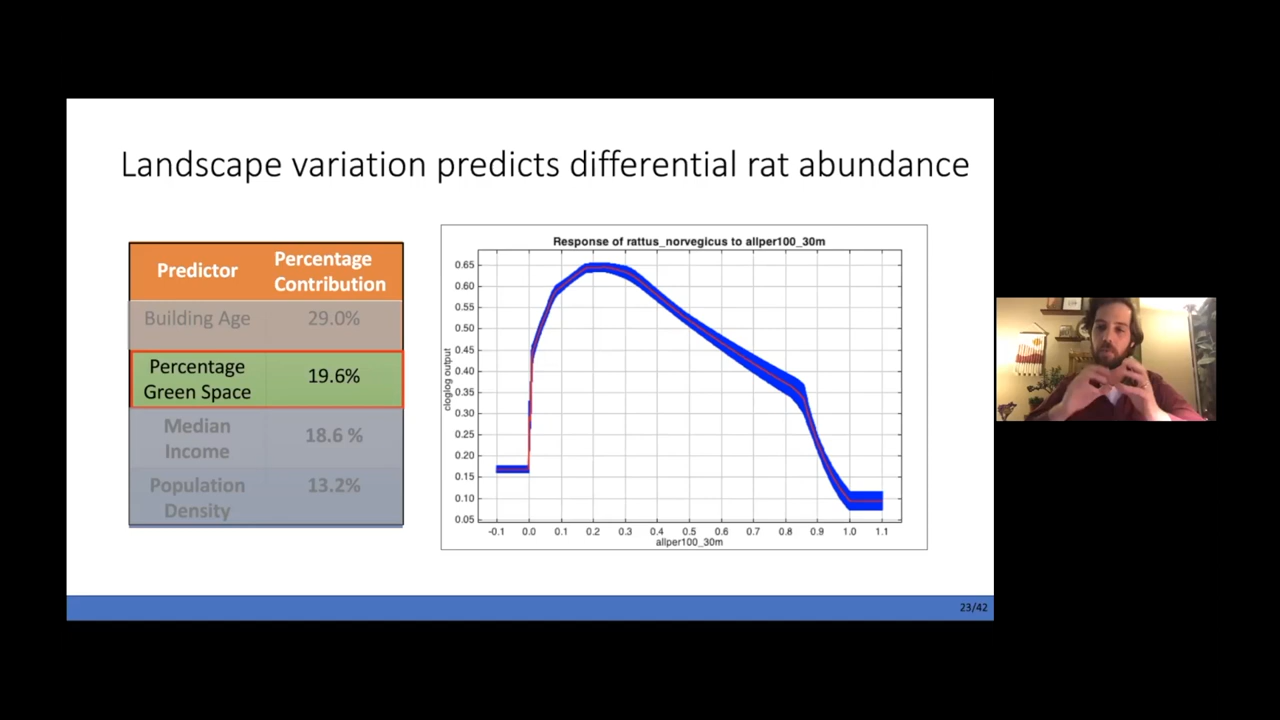 Landscape variation predicts differential rat abundance
Predictor
Percentage
Contribution
Building Age
29.0%
Percentage
Green Space
19.6%
Median
Income
18.6 %
Population
Density
13.2%
Response of rattus_norvegicus to allper100_30m
cloglog output
0.65
0.60
0.55
0.50
0.45
0.40
0.35
0.30
0.25
0.20
0.15
0.10
0.05
-0.1 0.0 0.1 0.2 0.3 0.4 0.5 0.6 0.7 0.8 0.9 1.0 1.1
allper100_30m
23/42